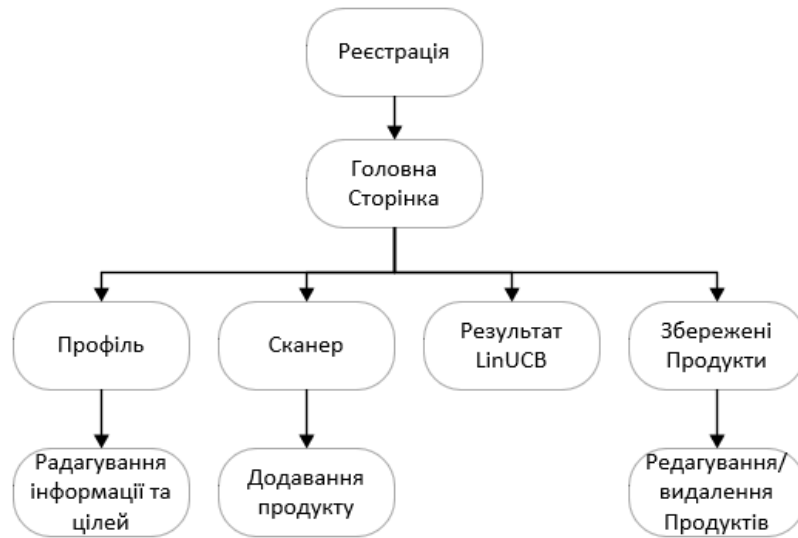 Реєстрація
Головна
Сторінка
Профіль
Сканер
Результат
LinUCB
Збережені
Продукти
Радагування
інформації та
цілей
Додавання
продукту
Редагування/
видалення
Продуктів